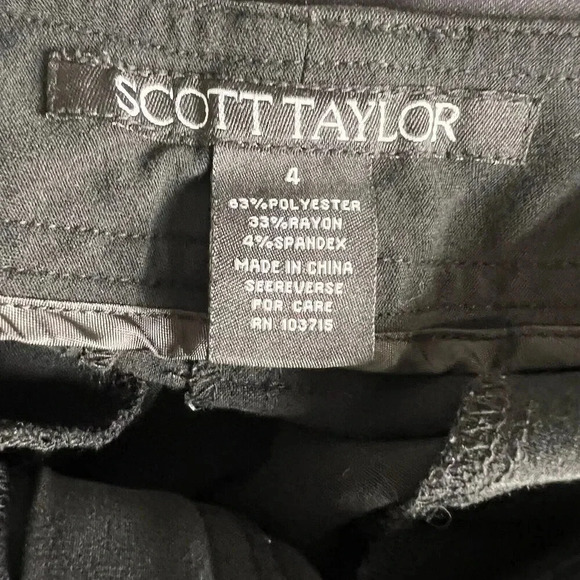 SCOTT TAYLOR
4
63%POLYESTER
33%RAYON
4%SPANDEX
MADE IN CHINA
SEEREVERSE
FOR CARE
RN 103715